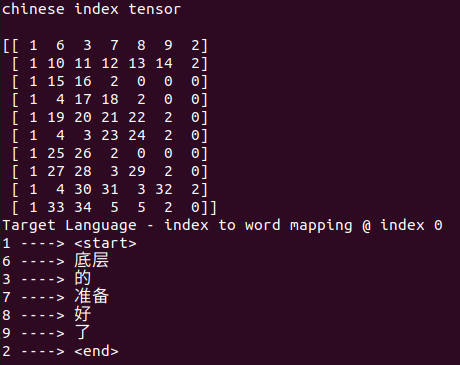 chinese index tensor
[[ 1  6  3  7  8  9  2]
 [ 1 10 11 12 13 14  2]
 [ 1 15 16  2  0  0  0]
 [ 1  4 17 18  2  0  0]
 [ 1 19 20 21 22  2  0]
 [ 1  4  3 23 24  2  0]
 [ 1 25 26  2  0  0  0]
 [ 1 27 28  3 29  2  0]
 [ 1  4 30 31  3 32  2]
 [ 1 33 34  5  5  2  0]]
Target Language - index to word mapping @ index 0
1 ----> <start>
6 ----> 底层
3 ----> 的
7 ----> 准备
8 ----> 好
9 ----> 了
2 ----> <end>